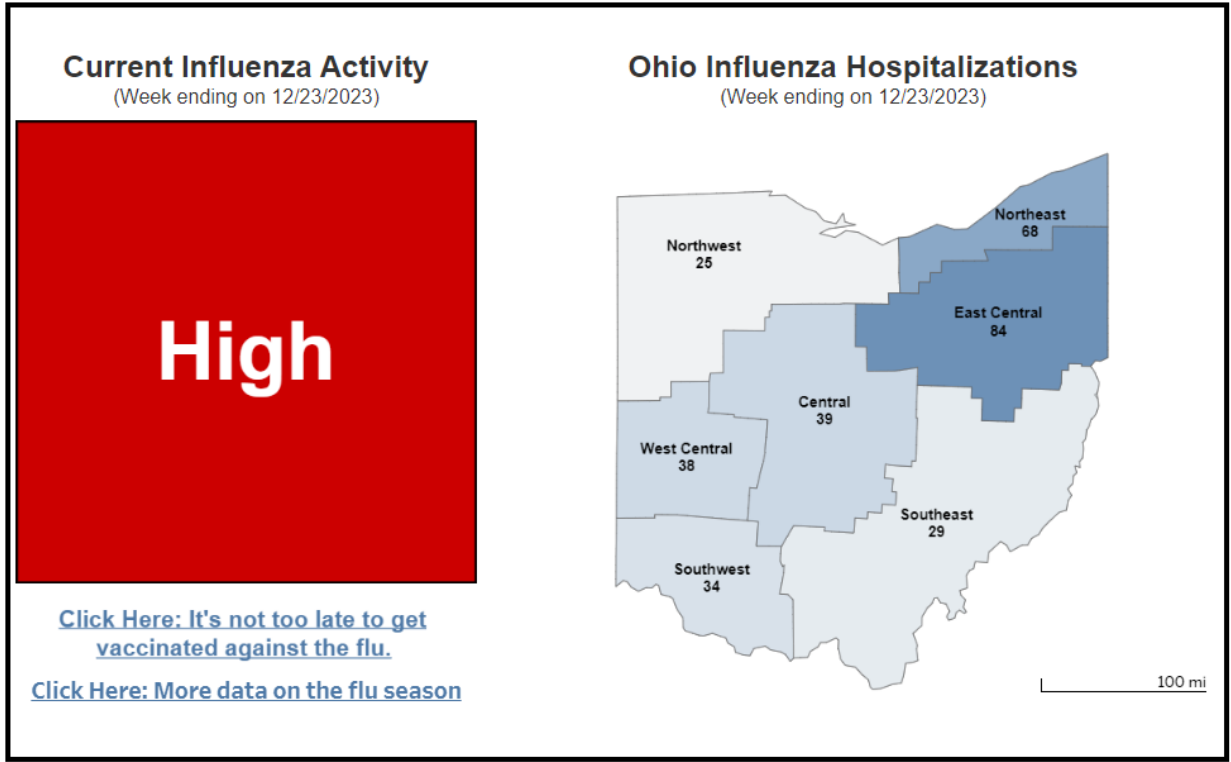 Current Influenza Activity
(Week ending on 12/23/2023)
High
Click Here: It's not too late to get
vaccinated against the flu.
Click Here: More data on the flu season
Ohio Influenza Hospitalizations
(Week ending on 12/23/2023)
Northeast
68
Northwest
25
East Central
84
Central
39
West Central
38
Southeast
29
Southwest
34
100 mi